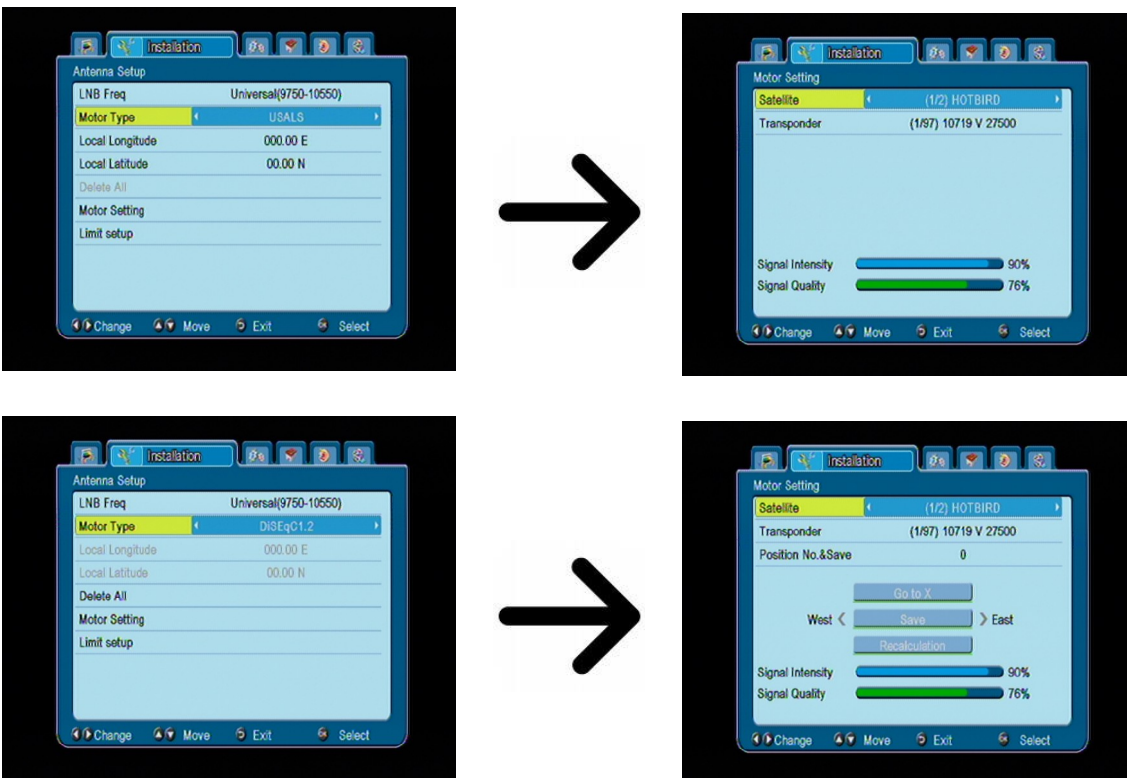 Installation
Antenna Setup
LNB Freq Universal(9750-10550)
Motor Type USALS
Local Longitude 000.00 E
Local Latitude 00.00 N
Delete All
Motor Setting
Limit setup
Change Move Exit Select
Installation
Motor Setting
Satellite (1/2) HOTBIRD
Transponder (1/97) 10719 V 27500
Signal Intensity 90%
Signal Quality 76%
Change Move Exit Select
Installation
Antenna Setup
LNB Freq Universal(9750-10550)
Motor Type DiSEqC1.2
Local Longitude 000.00 E
Local Latitude 00.00 N
Delete All
Motor Setting
Limit setup
Change Move Exit Select
Installation
Motor Setting
Satellite (1/2) HOTBIRD
Transponder (1/97) 10719 V 27500
Position No.&Save 0
Go to X
West Save East
Recalculation
Signal Intensity 90%
Signal Quality 76%
Change Move Exit Select